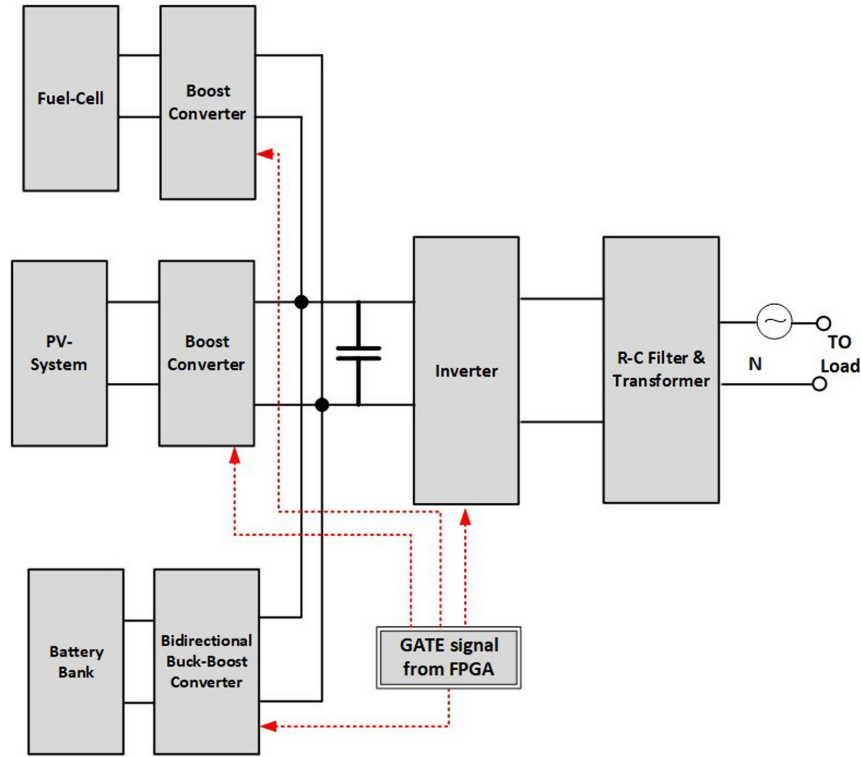 Fuel-Cell
Boost
Converter
PV-
System
Boost
Converter
Inverter
R-C Filter &
Transformer
TO
Load
N
Battery
Bank
Bidirectional
Buck-Boost
Converter
GATE signal
from FPGA